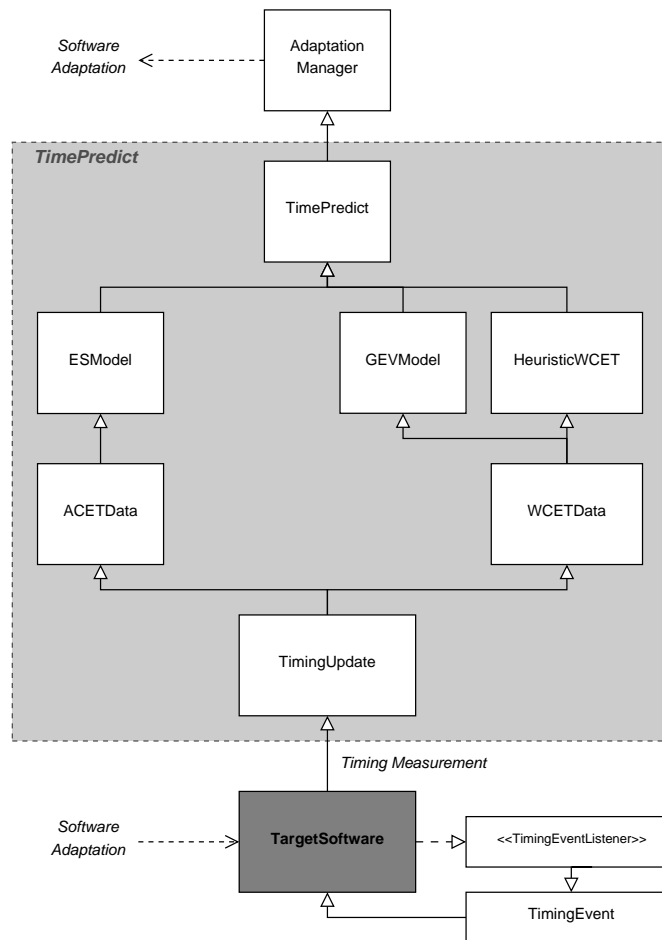 Software
Adaptation
Adaptation
Manager
TimePredict
TimePredict
ESModel
GEVModel
HeuristicWCET
ACETData
WCETData
TimingUpdate
Timing Measurement
Software
Adaptation
TargetSoftware
<<TimingEventListener>>
TimingEvent